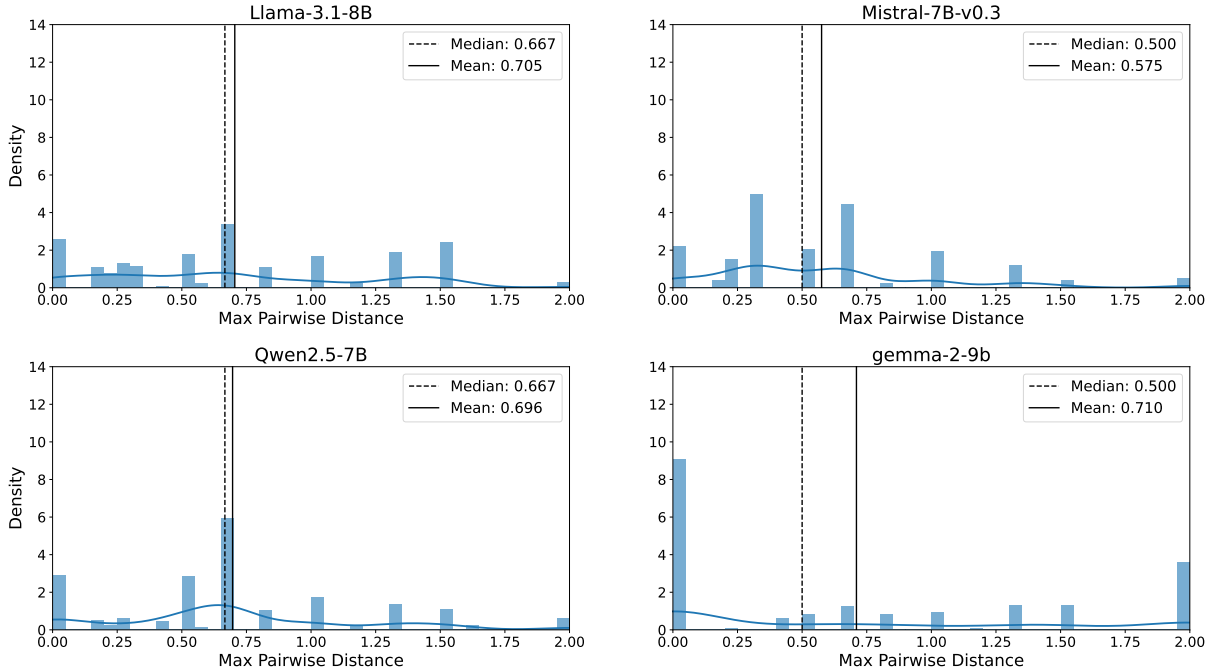 Llama-3.1-8B
Median: 0.667
Mean: 0.705
Density
14
12
10
8
6
4
2
0
0.00 0.25 0.50 0.75 1.00 1.25 1.50 1.75 2.00
Max Pairwise Distance
Mistral-7B-v0.3
Median: 0.500
Mean: 0.575
14
12
10
8
6
4
2
0
0.00 0.25 0.50 0.75 1.00 1.25 1.50 1.75 2.00
Max Pairwise Distance
Qwen2.5-7B
Median: 0.667
Mean: 0.696
Density
14
12
10
8
6
4
2
0
0.00 0.25 0.50 0.75 1.00 1.25 1.50 1.75 2.00
Max Pairwise Distance
gemma-2-9b
Median: 0.500
Mean: 0.710
14
12
10
8
6
4
2
0
0.00 0.25 0.50 0.75 1.00 1.25 1.50 1.75 2.00
Max Pairwise Distance